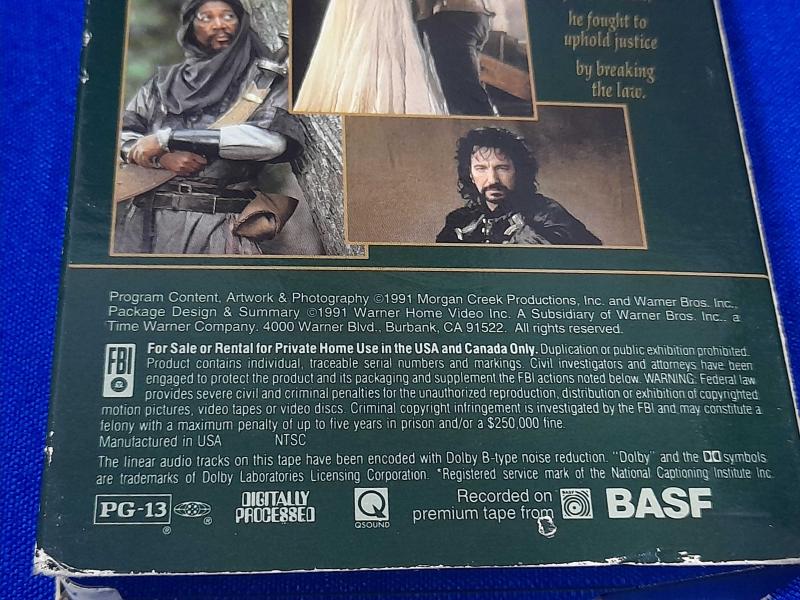 he fought to
uphold justice
by breaking
the law.
Program Content, Artwork & Photography ©1991 Morgan Creek Productions, Inc. and Warner Bros. Inc.,
Package Design & Summary ©1991 Warner Home Video Inc. A Subsidiary of Warner Bros. Inc., a
Time Warner Company. 4000 Warner Blvd., Burbank, CA 91522. All rights reserved.
FBI
For Sale or Rental for Private Home Use in the USA and Canada Only. Duplication or public exhibition prohibited.
Product contains individual, traceable serial numbers and markings. Civil investigators and attorneys have been
engaged to protect the product and its packaging and supplement the FBI actions noted below. WARNING: Federal law
provides severe civil and criminal penalties for the unauthorized reproduction, distribution or exhibition of copyrighted
motion pictures, video tapes or video discs. Criminal copyright infringement is investigated by the FBI and may constitute a
felony with a maximum penalty of up to five years in prison and/or a $250,000 fine.
Manufactured in USA NTSC
The linear audio tracks on this tape have been encoded with Dolby B-type noise reduction. "Dolby" and the DD symbols
are trademarks of Dolby Laboratories Licensing Corporation. *Registered service mark of the National Captioning Institute Inc.
PG-13 ® ®
DIGITALLY
PROCESSED
Q
QSOUND
Recorded on
premium tape from
BASF